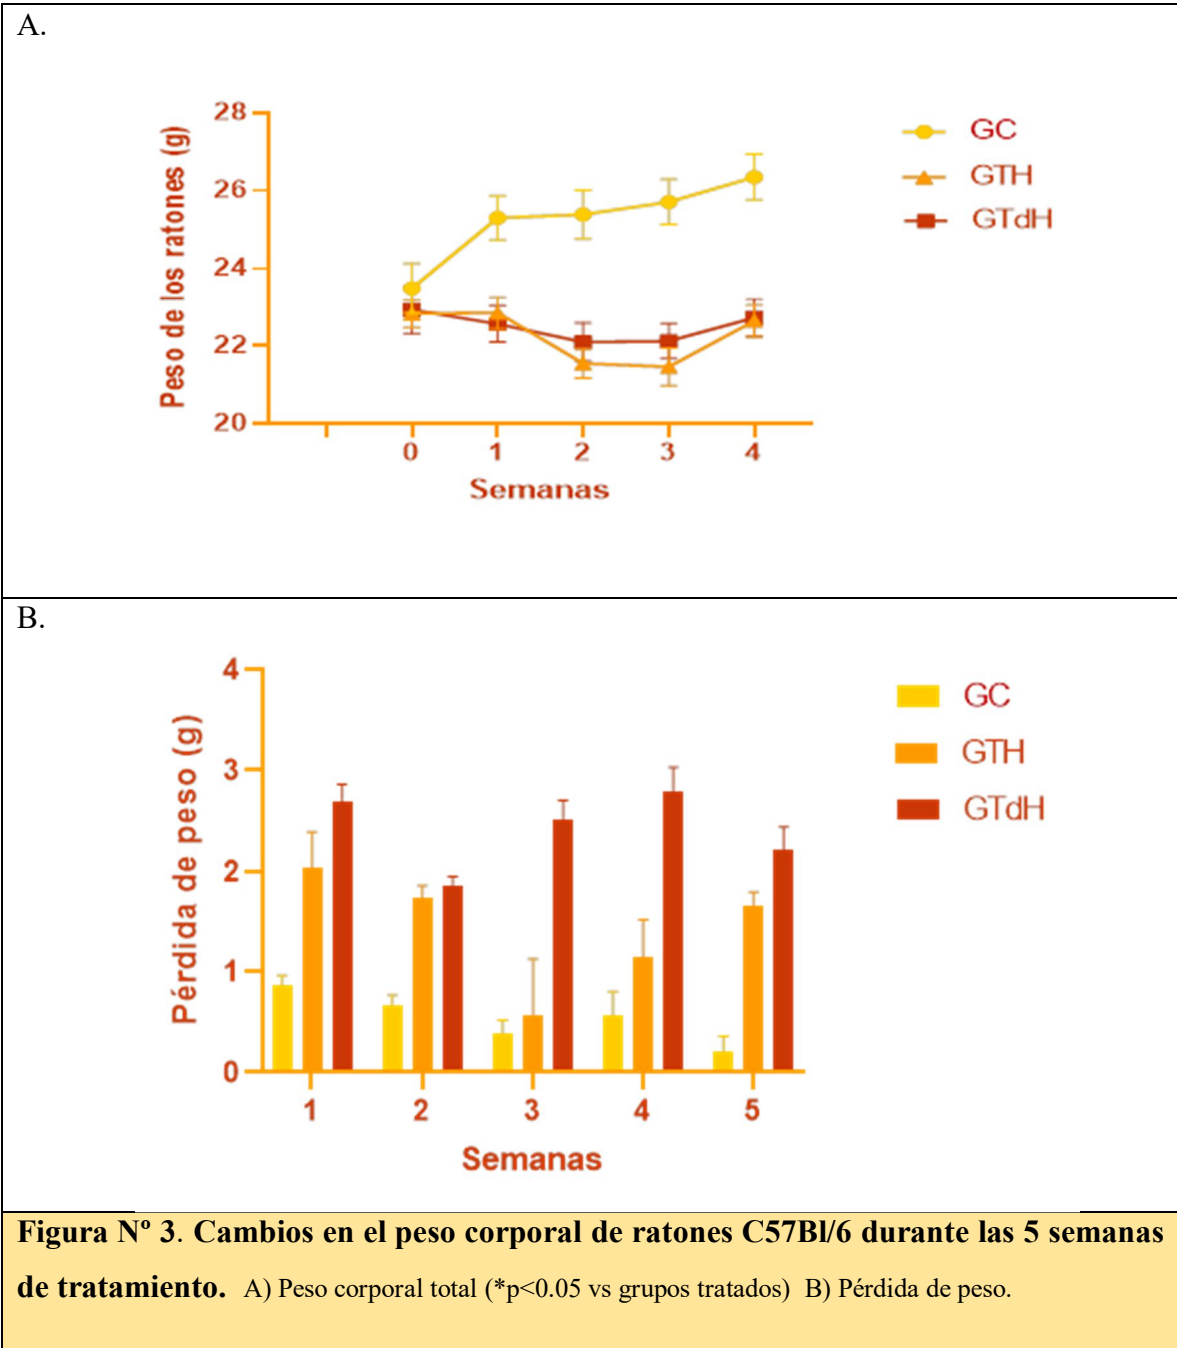 A.
28
26
24
22
20
Peso de los ratones (g)
0 1 2 3 4
Semanas
GC
GTH
GTdH
B.
4
3
2
1
0
Pérdida de peso (g)
1 2 3 4 5
Semanas
GC
GTH
GTdH
Figura Nº 3. Cambios en el peso corporal de ratones C57Bl/6 durante las 5 semanas
de tratamiento. A) Peso corporal total (*p<0.05 vs grupos tratados) B) Pérdida de peso.